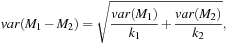 $var(M_1 - M_2) = \sqrt{\frac{var(M_1)}{k_1} + \frac{var(M_2)}{k_2}},$